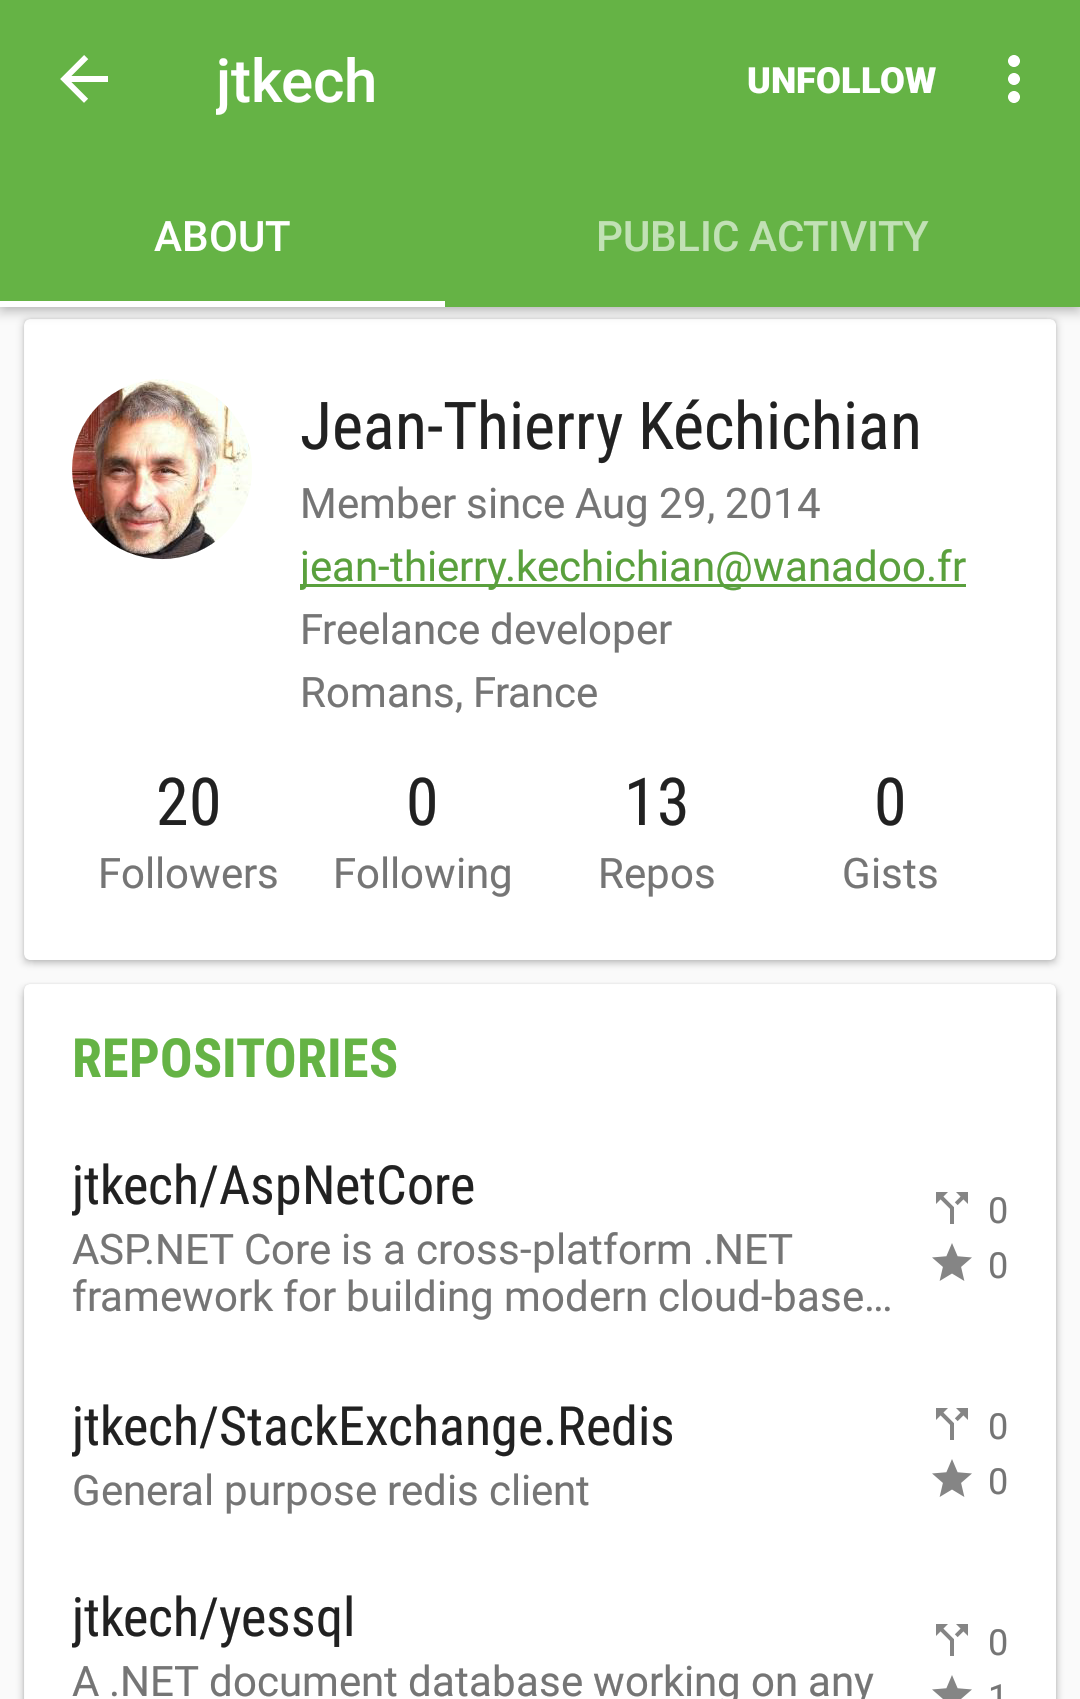 jtkech
UNFOLLOW
ABOUT
PUBLIC ACTIVITY
Jean-Thierry Kéchichian
Member since Aug 29, 2014
jean-thierry.kechichian@wanadoo.fr
Freelance developer
Romans, France
20 0 13 0
Followers Following Repos Gists
REPOSITORIES
jtkech/AspNetCore
0
ASP.NET Core is a cross-platform .NET
0
framework for building modern cloud-base...
jtkech/StackExchange.Redis
0
General purpose redis client
0
jtkech/yessql
0
A .NET document database working on any
1